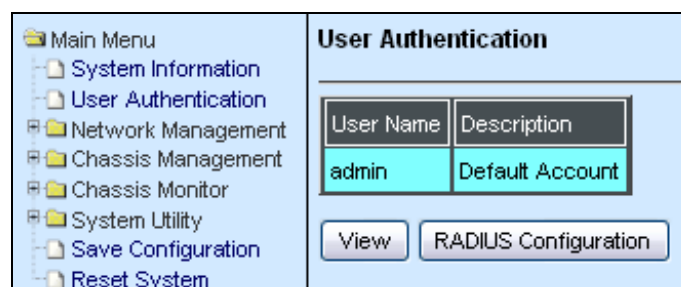 Main Menu
System Information
User Authentication
Network Management
Chassis Management
Chassis Monitor
System Utility
Save Configuration
Reset System
User Authentication
User Name Description
admin Default Account
View RADIUS Configuration